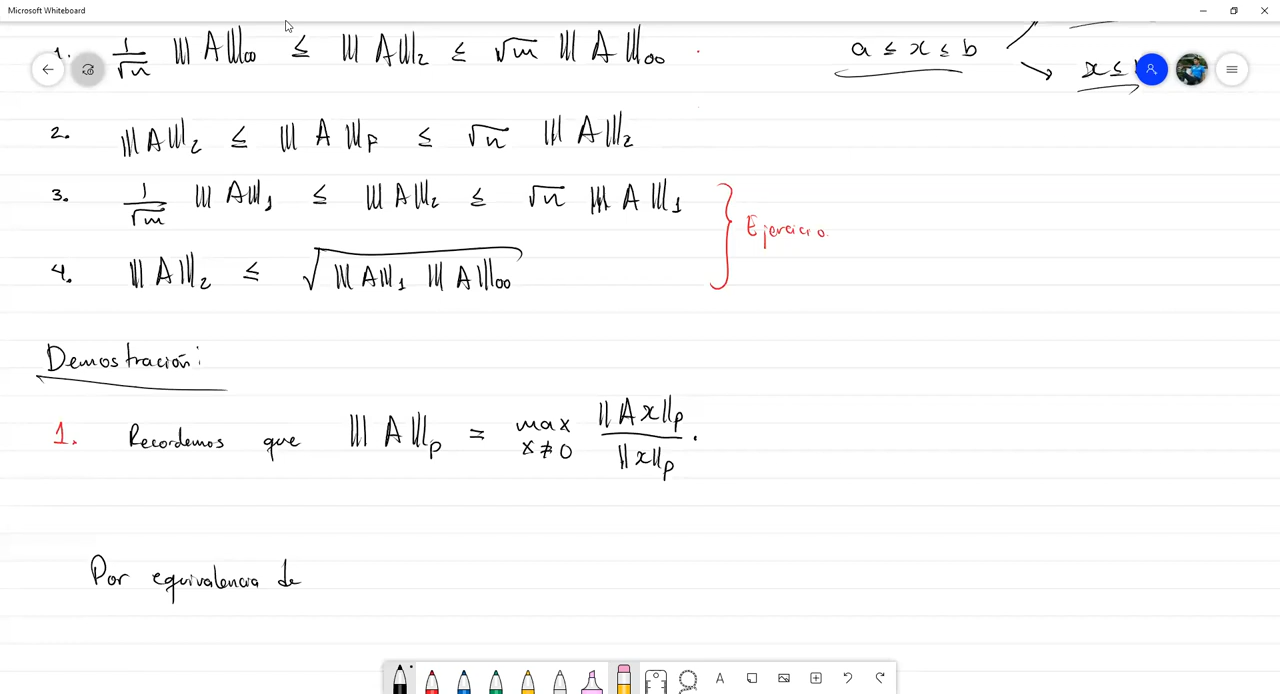 Microsoft Whiteboard
1. 1/√n |||A|||∞ ≤ |||A|||₂ ≤ √m |||A|||∞
a ≤ x ≤ b
x ≤
2. |||A|||₂ ≤ |||A|||F ≤ √n |||A|||₂
3. 1/√m |||A|||₁ ≤ |||A|||₂ ≤ √n |||A|||₁
Ejercicio.
4. |||A|||₂ ≤ √(|||A|||₁ |||A|||∞)
Demostración:
1. Recordemos que |||A|||p = max x≠0 ||Ax||p / ||x||p .
Por equivalencia de
A